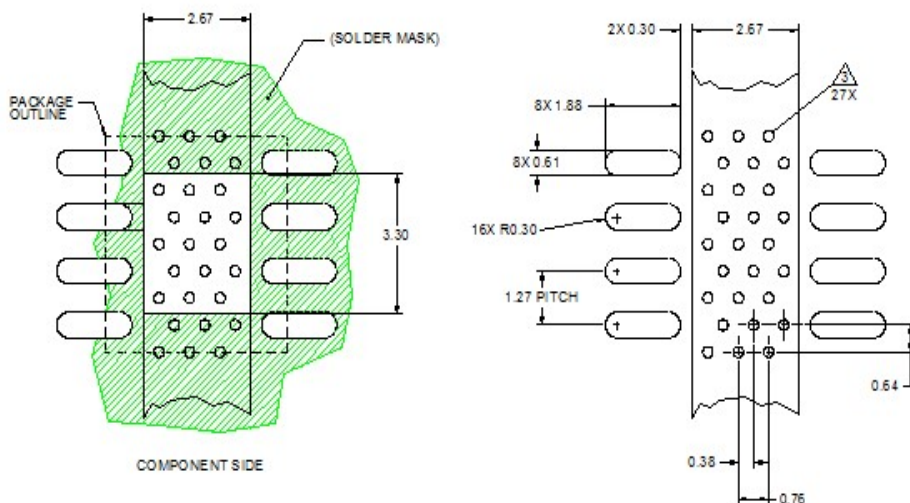 2.67
(SOLDER MASK)
PACKAGE
OUTLINE
3.30
COMPONENT SIDE
2X 0.30
2.67
3
27X
8X 1.88
8X 0.61
16X R0.30
1.27 PITCH
0.64
0.38
0.76